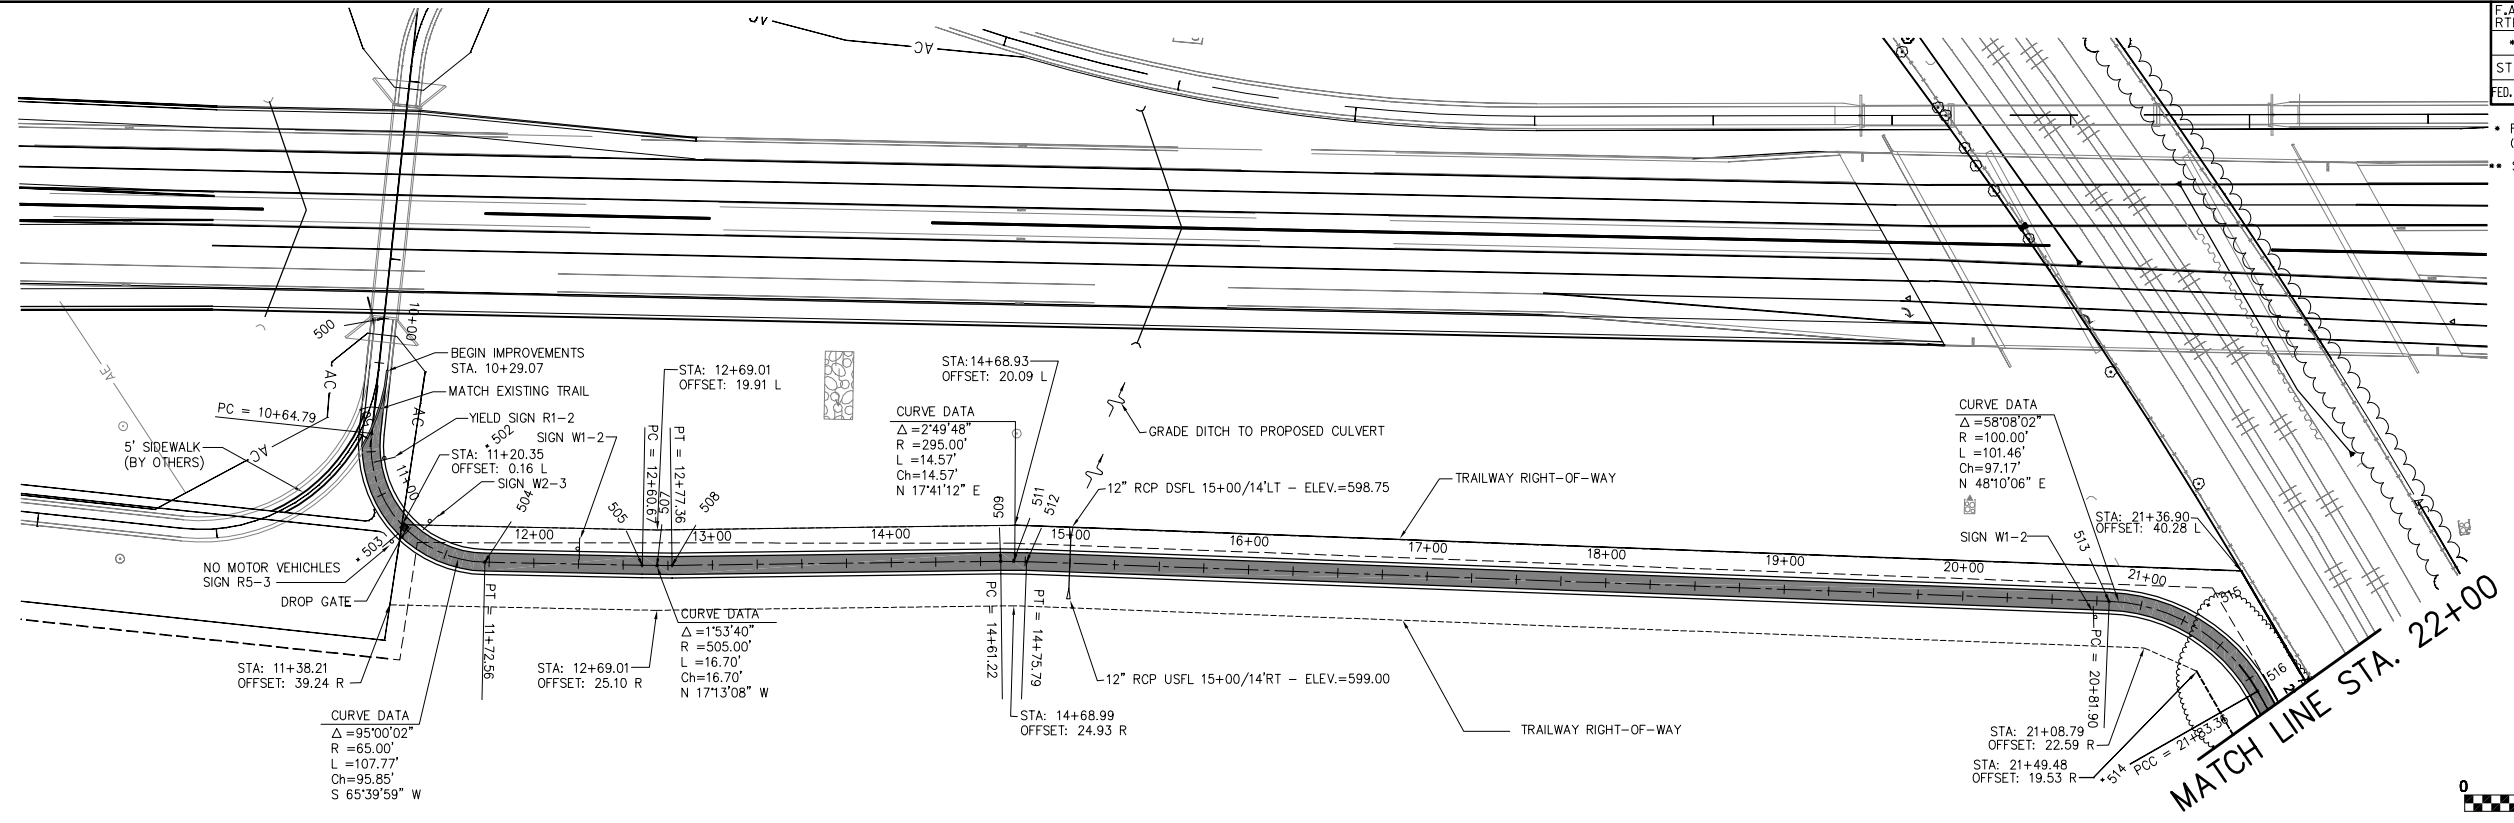 F.A
RTE
*
ST
FED.
AC
AC
AE
500
10+00
BEGIN IMPROVEMENTS
STA. 10+29.07
MATCH EXISTING TRAIL
AC
AC
PC = 10+64.79
YIELD SIGN R1-2
502
SIGN W1-2
5' SIDEWALK
(BY OTHERS)
AC
STA: 11+20.35
OFFSET: 0.16 L
SIGN W2-3
11+00
503
504
NO MOTOR VEHICHLES
SIGN R5-3
DROP GATE
STA: 11+38.21
OFFSET: 39.24 R
CURVE DATA
Δ =95°00'02"
R =65.00'
L =107.77'
Ch=95.85'
S 65°39'59" W
PT = 11+72.56
12+00
505
STA: 12+69.01
OFFSET: 19.91 L
PC = 12+60.67
507
PT = 12+77.36
508
13+00
STA: 12+69.01
OFFSET: 25.10 R
CURVE DATA
Δ =1°53'40"
R =505.00'
L =16.70'
Ch=16.70'
N 17°13'08" W
14+00
STA:14+68.93
OFFSET: 20.09 L
CURVE DATA
Δ =2°49'48"
R =295.00'
L =14.57'
Ch=14.57'
N 17°41'12" E
509
511
512
PC = 14+61.22
PT = 14+75.79
STA: 14+68.99
OFFSET: 24.93 R
GRADE DITCH TO PROPOSED CULVERT
12" RCP DSFL 15+00/14'LT - ELEV.=598.75
15+00
12" RCP USFL 15+00/14'RT - ELEV.=599.00
TRAILWAY RIGHT-OF-WAY
16+00
17+00
18+00
19+00
20+00
21+00
TRAILWAY RIGHT-OF-WAY
CURVE DATA
Δ =58°08'02"
R =100.00'
L =101.46'
Ch=97.17'
N 48°10'06" E
SIGN W1-2
513
STA: 21+36.90
OFFSET: 40.28 L
515
516
PC = 20+81.90
STA: 21+08.79
OFFSET: 22.59 R
STA: 21+49.48
OFFSET: 19.53 R
514
PCC = 21+83.36
MATCH LINE STA. 22+00
0